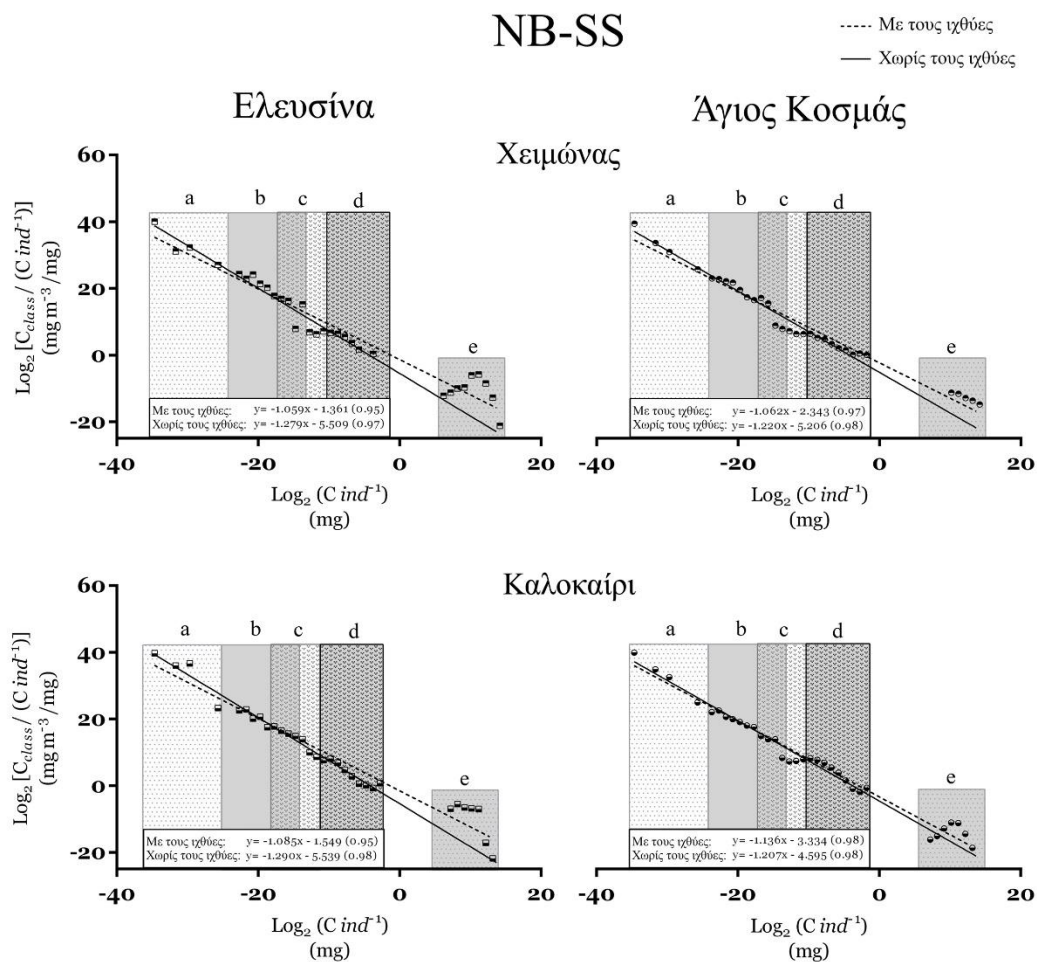 NB-SS
Με τους ιχθύες
Χωρίς τους ιχθύες
Ελευσίνα
Άγιος Κοσμάς
Χειμώνας
Log₂ [C_class / (C ind⁻¹)]
(mg m⁻³/mg)
60
40
20
0
-20
a b c d e
Με τους ιχθύες: y= -1.059x - 1.361 (0.95)
Χωρίς τους ιχθύες: y= -1.279x - 5.509 (0.97)
-40 -20 0 20
Log₂ (C ind⁻¹)
(mg)
a b c d e
Με τους ιχθύες: y= -1.062x - 2.343 (0.97)
Χωρίς τους ιχθύες: y= -1.220x - 5.206 (0.98)
-40 -20 0 20
Log₂ (C ind⁻¹)
(mg)
Καλοκαίρι
Log₂ [C_class / (C ind⁻¹)]
(mg m⁻³/mg)
60
40
20
0
-20
a b c d e
Με τους ιχθύες: y= -1.085x - 1.549 (0.95)
Χωρίς τους ιχθύες: y= -1.290x - 5.539 (0.98)
-40 -20 0 20
Log₂ (C ind⁻¹)
(mg)
a b c d e
Με τους ιχθύες: y= -1.136x - 3.334 (0.98)
Χωρίς τους ιχθύες: y= -1.207x - 4.595 (0.98)
-40 -20 0 20
Log₂ (C ind⁻¹)
(mg)